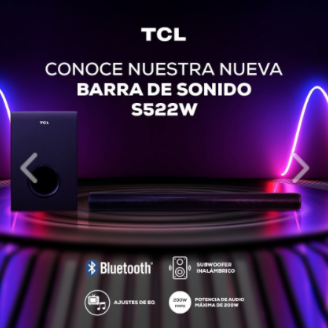 TCL
CONOCE NUESTRA NUEVA
BARRA DE SONIDO
S522W
TCL
Bluetooth®
SUBWOOFER
INALÁMBRICO
AJUSTES DE EQ
200W
POTENCIA DE AUDIO
MÁXIMA DE 200W